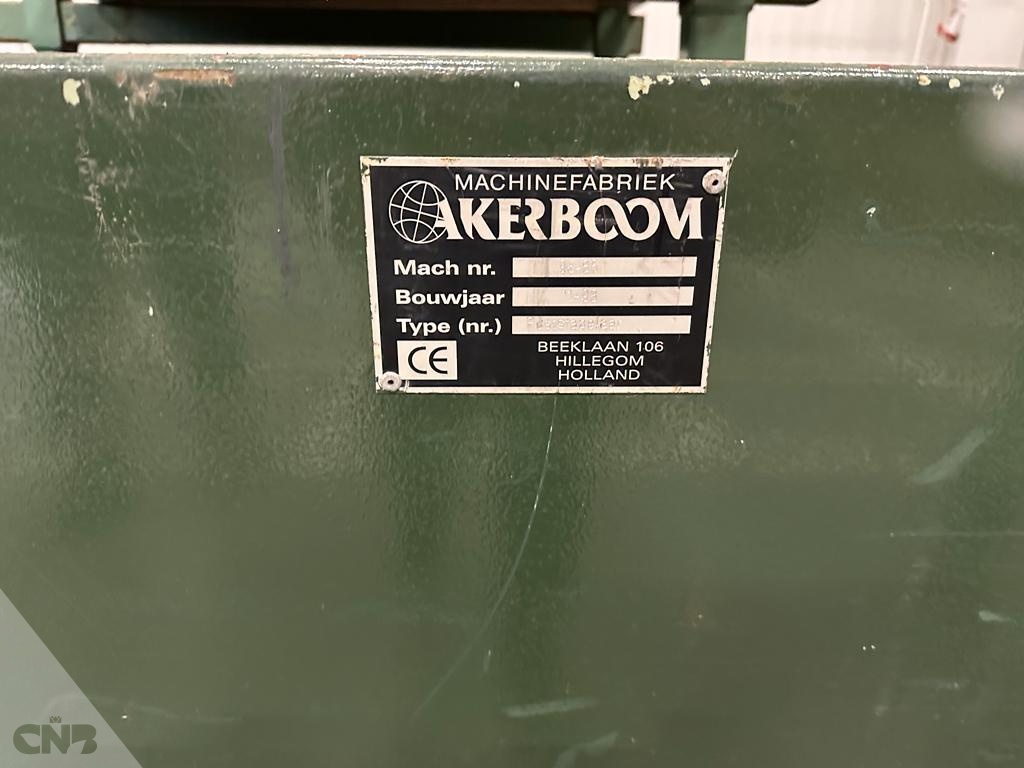 MACHINEFABRIEK
AKERBOOM
Mach nr.
Bouwjaar
Type (nr.)
CE
BEEKLAAN 106
HILLEGOM
HOLLAND
CNB